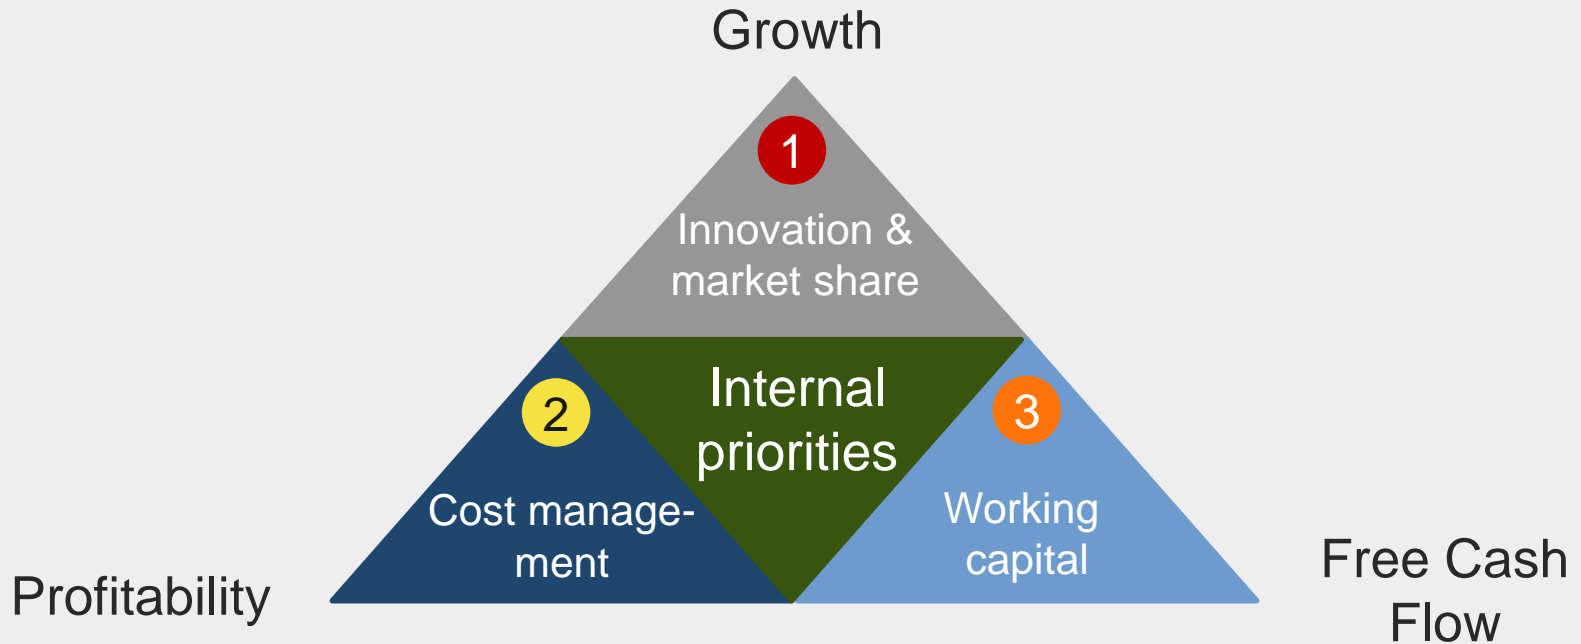 Growth
1
Innovation &
market share
Internal
priorities
2
Cost manage-
ment
3
Working
capital
Profitability
Free Cash
Flow